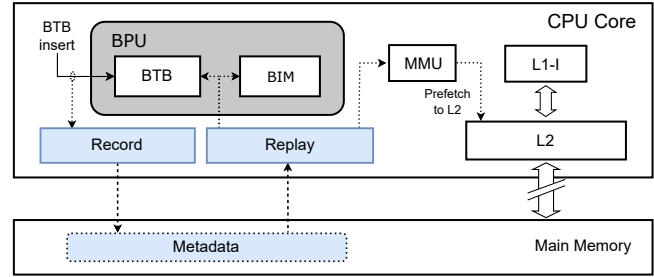 CPU Core
BTB
insert
BPU
BTB
BIM
MMU
L1-I
Prefetch
to L2
Record
Replay
L2
Metadata
Main Memory